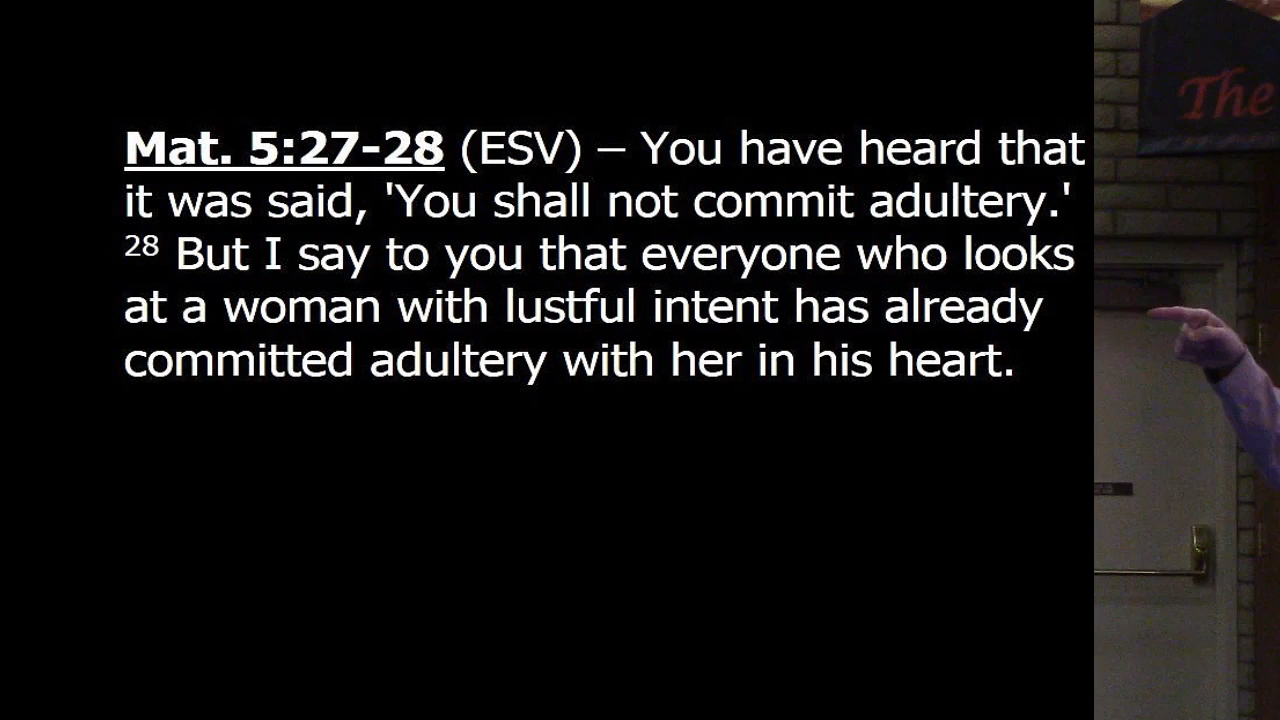 Mat. 5:27-28 (ESV) – You have heard that
it was said, 'You shall not commit adultery.'
28 But I say to you that everyone who looks
at a woman with lustful intent has already
committed adultery with her in his heart.
The